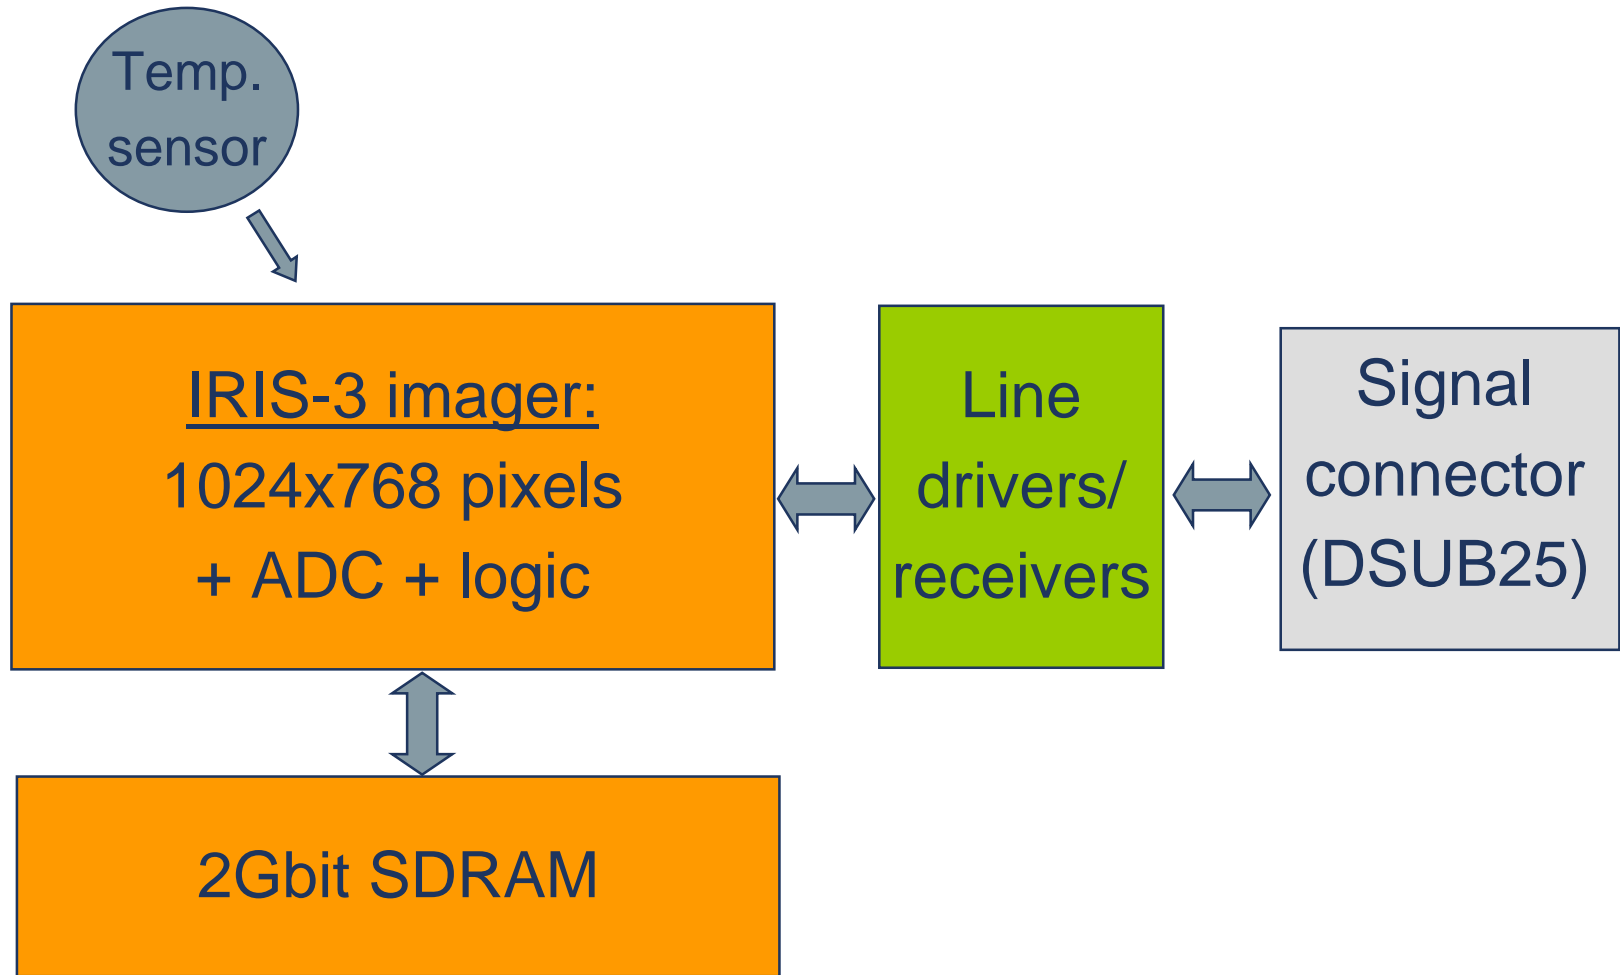 Temp.
sensor
IRIS-3 imager:
1024x768 pixels
+ ADC + logic
Line
drivers/
receivers
Signal
connector
(DSUB25)
2Gbit SDRAM